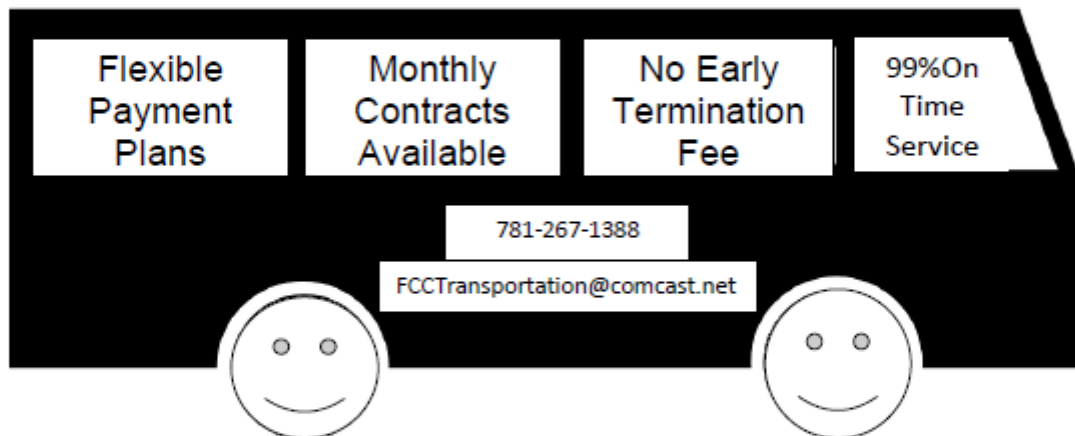 Flexible
Payment
Plans
Monthly
Contracts
Available
No Early
Termination
Fee
99%On
Time
Service
781-267-1388
FCCTransportation@comcast.net